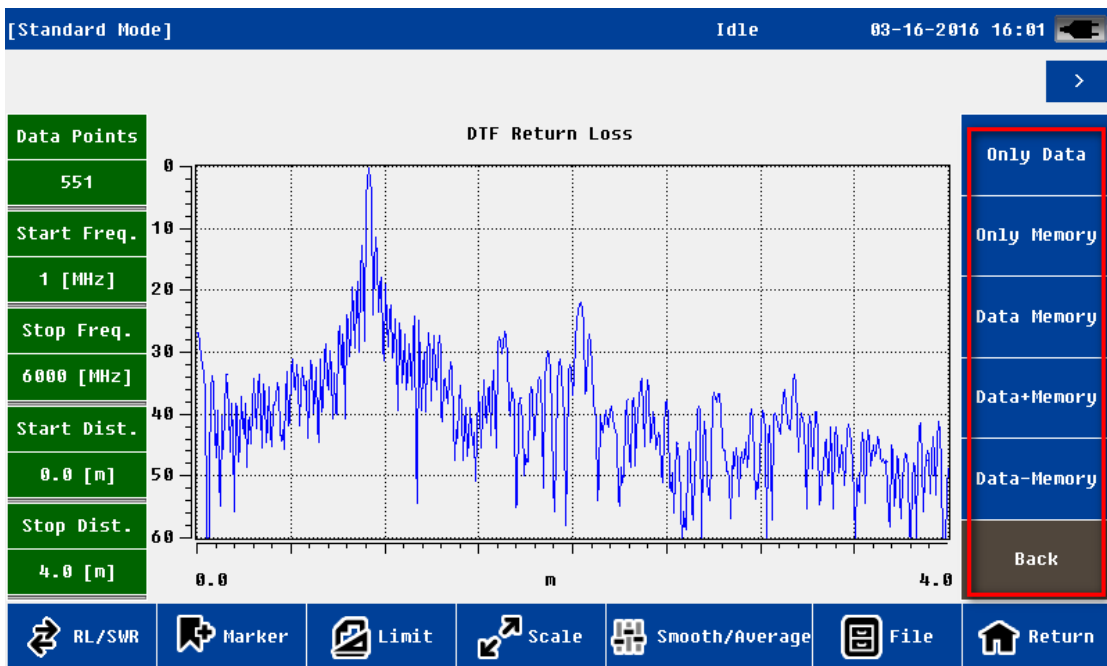 [Standard Mode] Idle 03-16-2016 16:01
>
Data Points
551
Start Freq.
1 [MHz]
Stop Freq.
6000 [MHz]
Start Dist.
0.0 [m]
Stop Dist.
4.0 [m]
DTF Return Loss
0
10
20
30
40
50
60
0.0 m 4.0
Only Data
Only Memory
Data Memory
Data+Memory
Data-Memory
Back
RL/SWR Marker Limit Scale Smooth/Average File Return